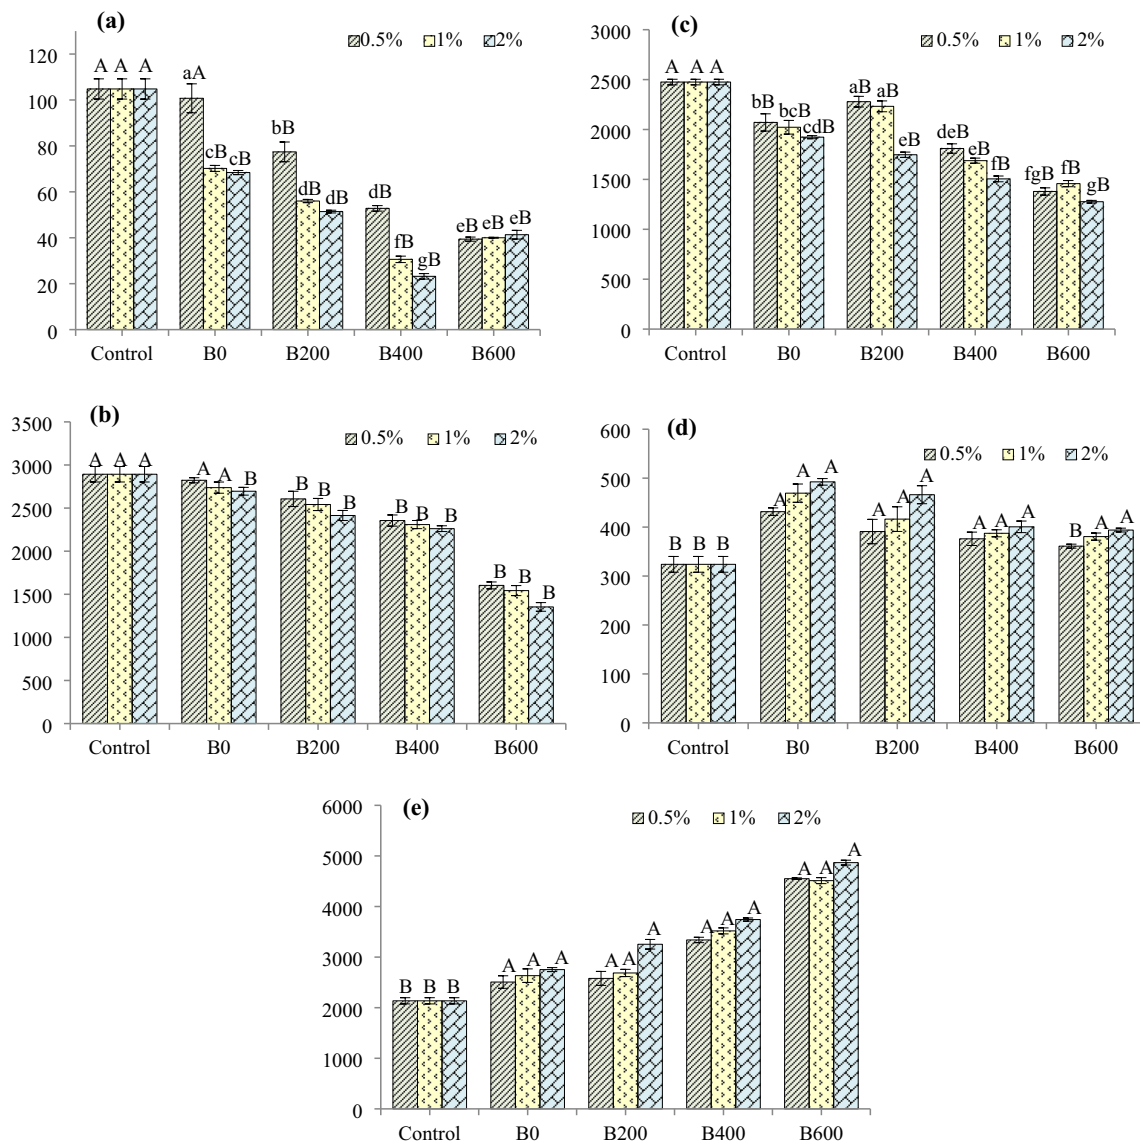 (a)
0.5% 1% 2%
120
100
80
60
40
20
0
A A A
aA cB cB
bB dB dB
dB fB gB
eB eB eB
Control B0 B200 B400 B600
(c)
0.5% 1% 2%
3000
2500
2000
1500
1000
500
0
A A A
bB bcB cdB
aB aB eB
deB eB fB
fgB fB gB
Control B0 B200 B400 B600
(b)
0.5% 1% 2%
3500
3000
2500
2000
1500
1000
500
0
A A A
A A B
B B B
B B B
B B B
Control B0 B200 B400 B600
(d)
0.5% 1% 2%
600
500
400
300
200
100
0
B B B
A A A
A A A
A A A
B A A
Control B0 B200 B400 B600
(e)
0.5% 1% 2%
6000
5000
4000
3000
2000
1000
0
B B B
A A A
A A A
A A A
A A A
Control B0 B200 B400 B600